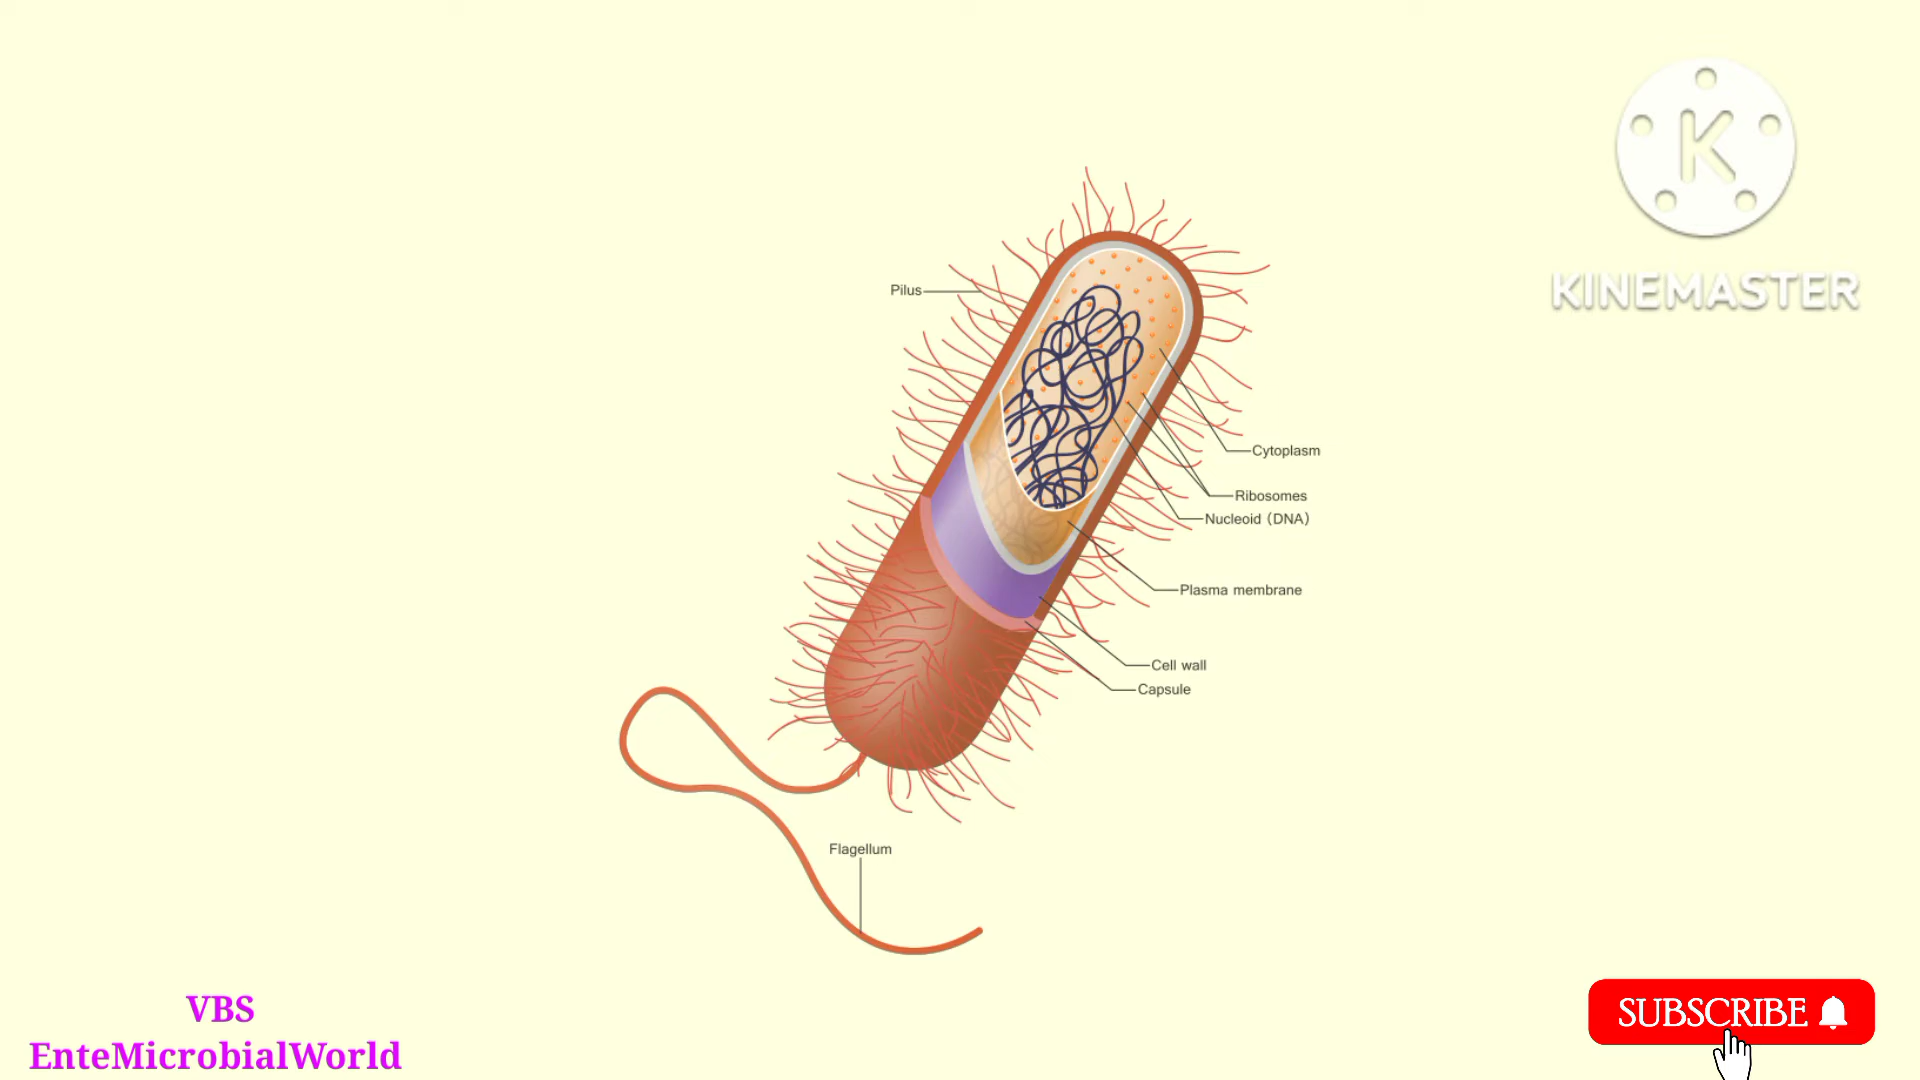 K
KINEMASTER
Pilus
Cytoplasm
Ribosomes
Nucleoid (DNA)
Plasma membrane
Cell wall
Capsule
Flagellum
VBS
EnteMicrobialWorld
SUBSCRIBE